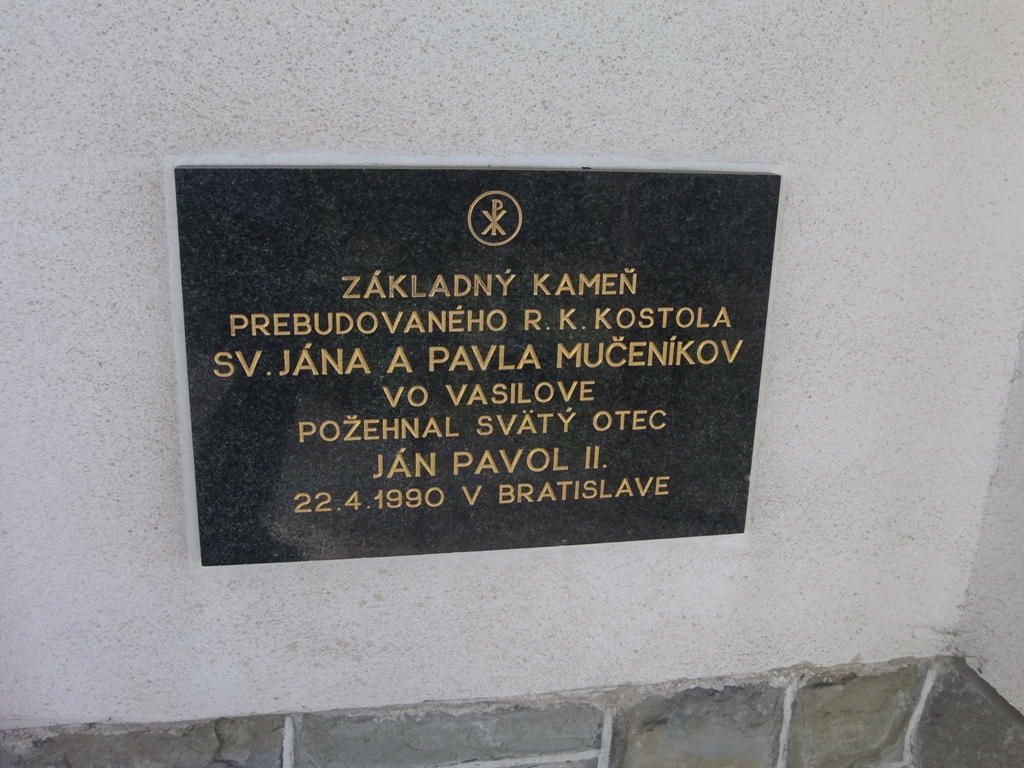 ZÁKLADNÝ KAMEŇ
PREBUDOVANÉHO R. K. KOSTOLA
SV. JÁNA A PAVLA MUČENÍKOV
VO VASILOVE
POŽEHNAL SVÄTÝ OTEC
JÁN PAVOL II.
22.4.1990 V BRATISLAVE